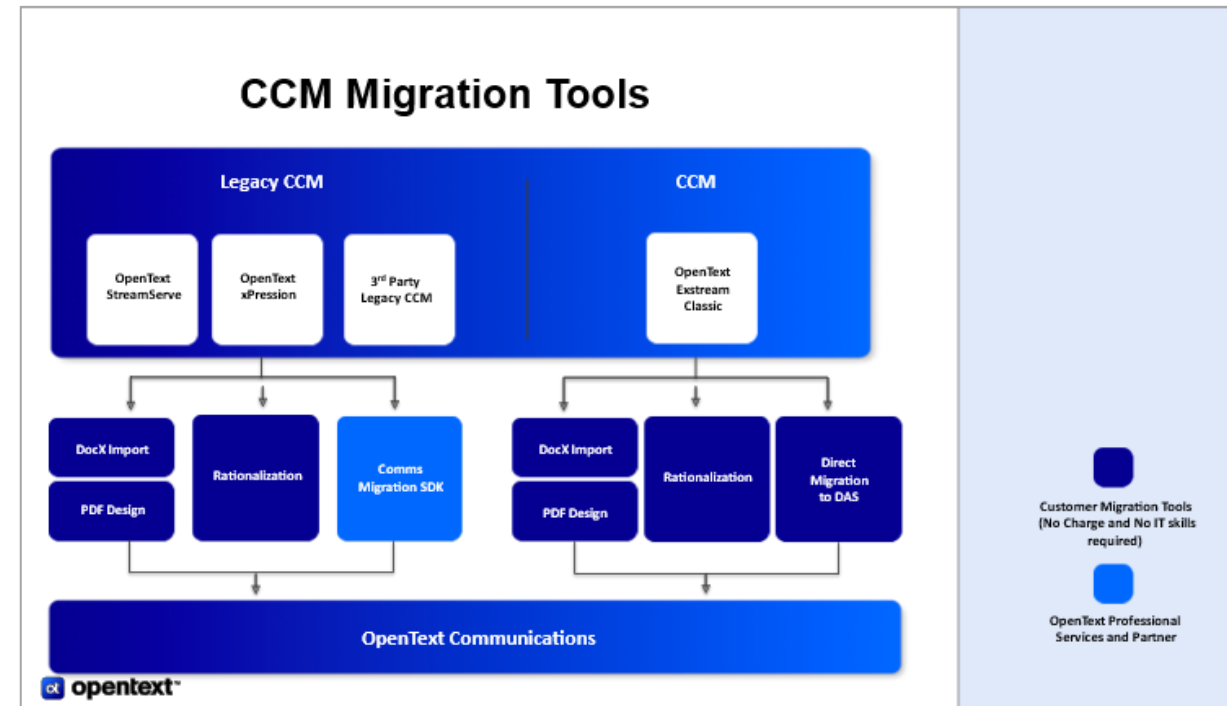 CCM Migration Tools
Legacy CCM
CCM
OpenText
StreamServe
OpenText
xPression
3rd Party
Legacy CCM
OpenText
Exstream
Classic
DocX Import
PDF Design
Rationalization
Comms
Migration SDK
DocX Import
PDF Design
Rationalization
Direct
Migration
to DAS
OpenText Communications
ot opentext™
Customer Migration Tools
(No Charge and No IT skills
required)
OpenText Professional
Services and Partner